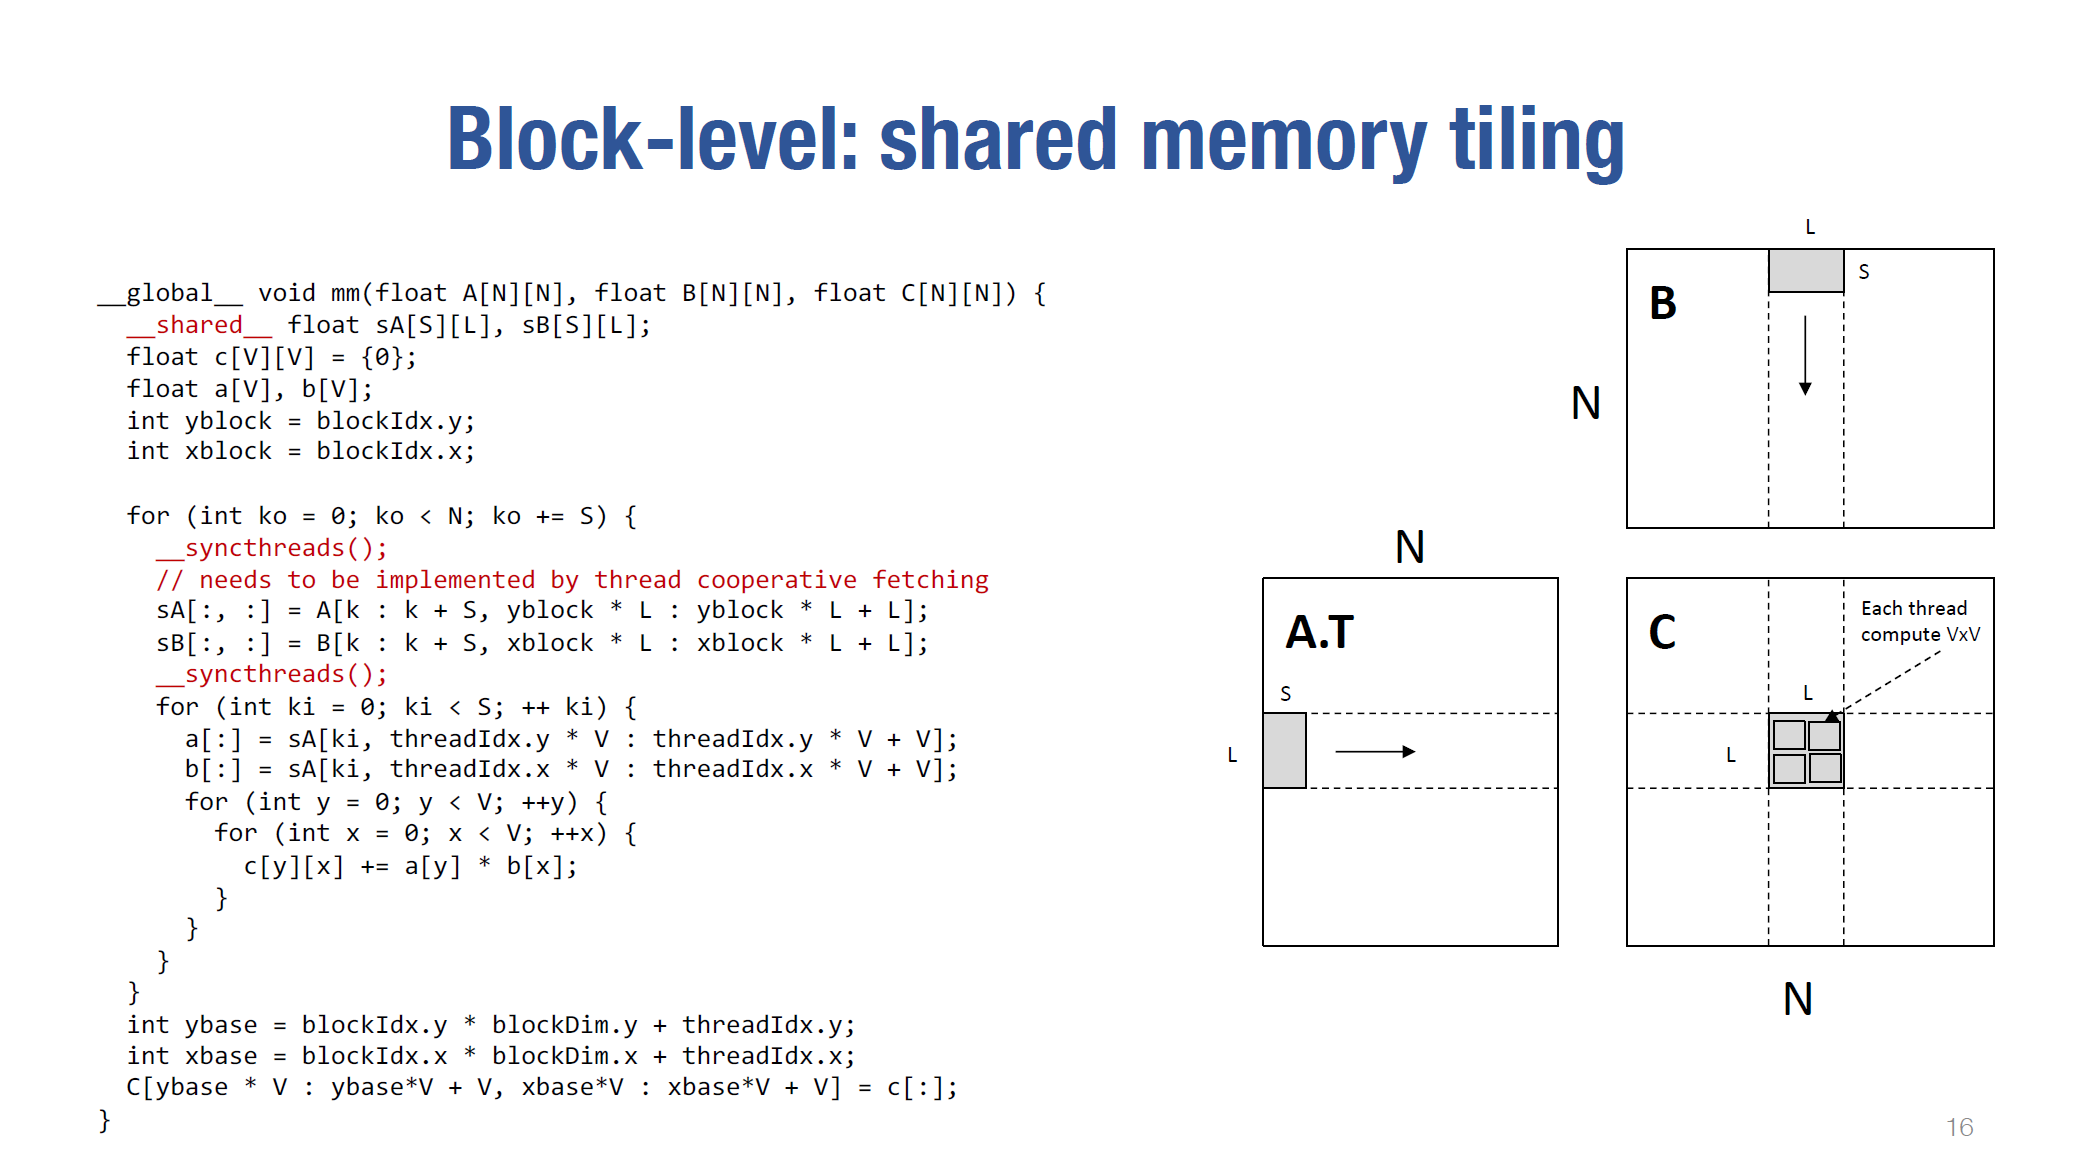 Block-level: shared memory tiling
__global__ void mm(float A[N][N], float B[N][N], float C[N][N]) {
__shared__ float sA[S][L], sB[S][L];
float c[V][V] = {0};
float a[V], b[V];
int yblock = blockIdx.y;
int xblock = blockIdx.x;
for (int ko = 0; ko < N; ko += S) {
__syncthreads();
// needs to be implemented by thread cooperative fetching
sA[:, :] = A[k : k + S, yblock * L : yblock * L + L];
sB[:, :] = B[k : k + S, xblock * L : xblock * L + L];
__syncthreads();
for (int ki = 0; ki < S; ++ ki) {
a[:] = sA[ki, threadIdx.y * V : threadIdx.y * V + V];
b[:] = sA[ki, threadIdx.x * V : threadIdx.x * V + V];
for (int y = 0; y < V; ++y) {
for (int x = 0; x < V; ++x) {
c[y][x] += a[y] * b[x];
}
}
}
}
int ybase = blockIdx.y * blockDim.y + threadIdx.y;
int xbase = blockIdx.x * blockDim.x + threadIdx.x;
C[ybase * V : ybase*V + V, xbase*V : xbase*V + V] = c[:];
}
L
S
B
N
N
A.T
S
L
C
Each thread
compute VxV
L
L
N
16